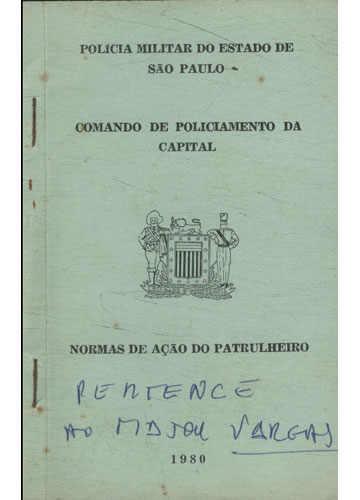 POLÍCIA MILITAR DO ESTADO DE
SÃO PAULO
COMANDO DE POLICIAMENTO DA
CAPITAL
NORMAS DE AÇÃO DO PATRULHEIRO
PERTENCE
AO MAJOR VARGAS
1980